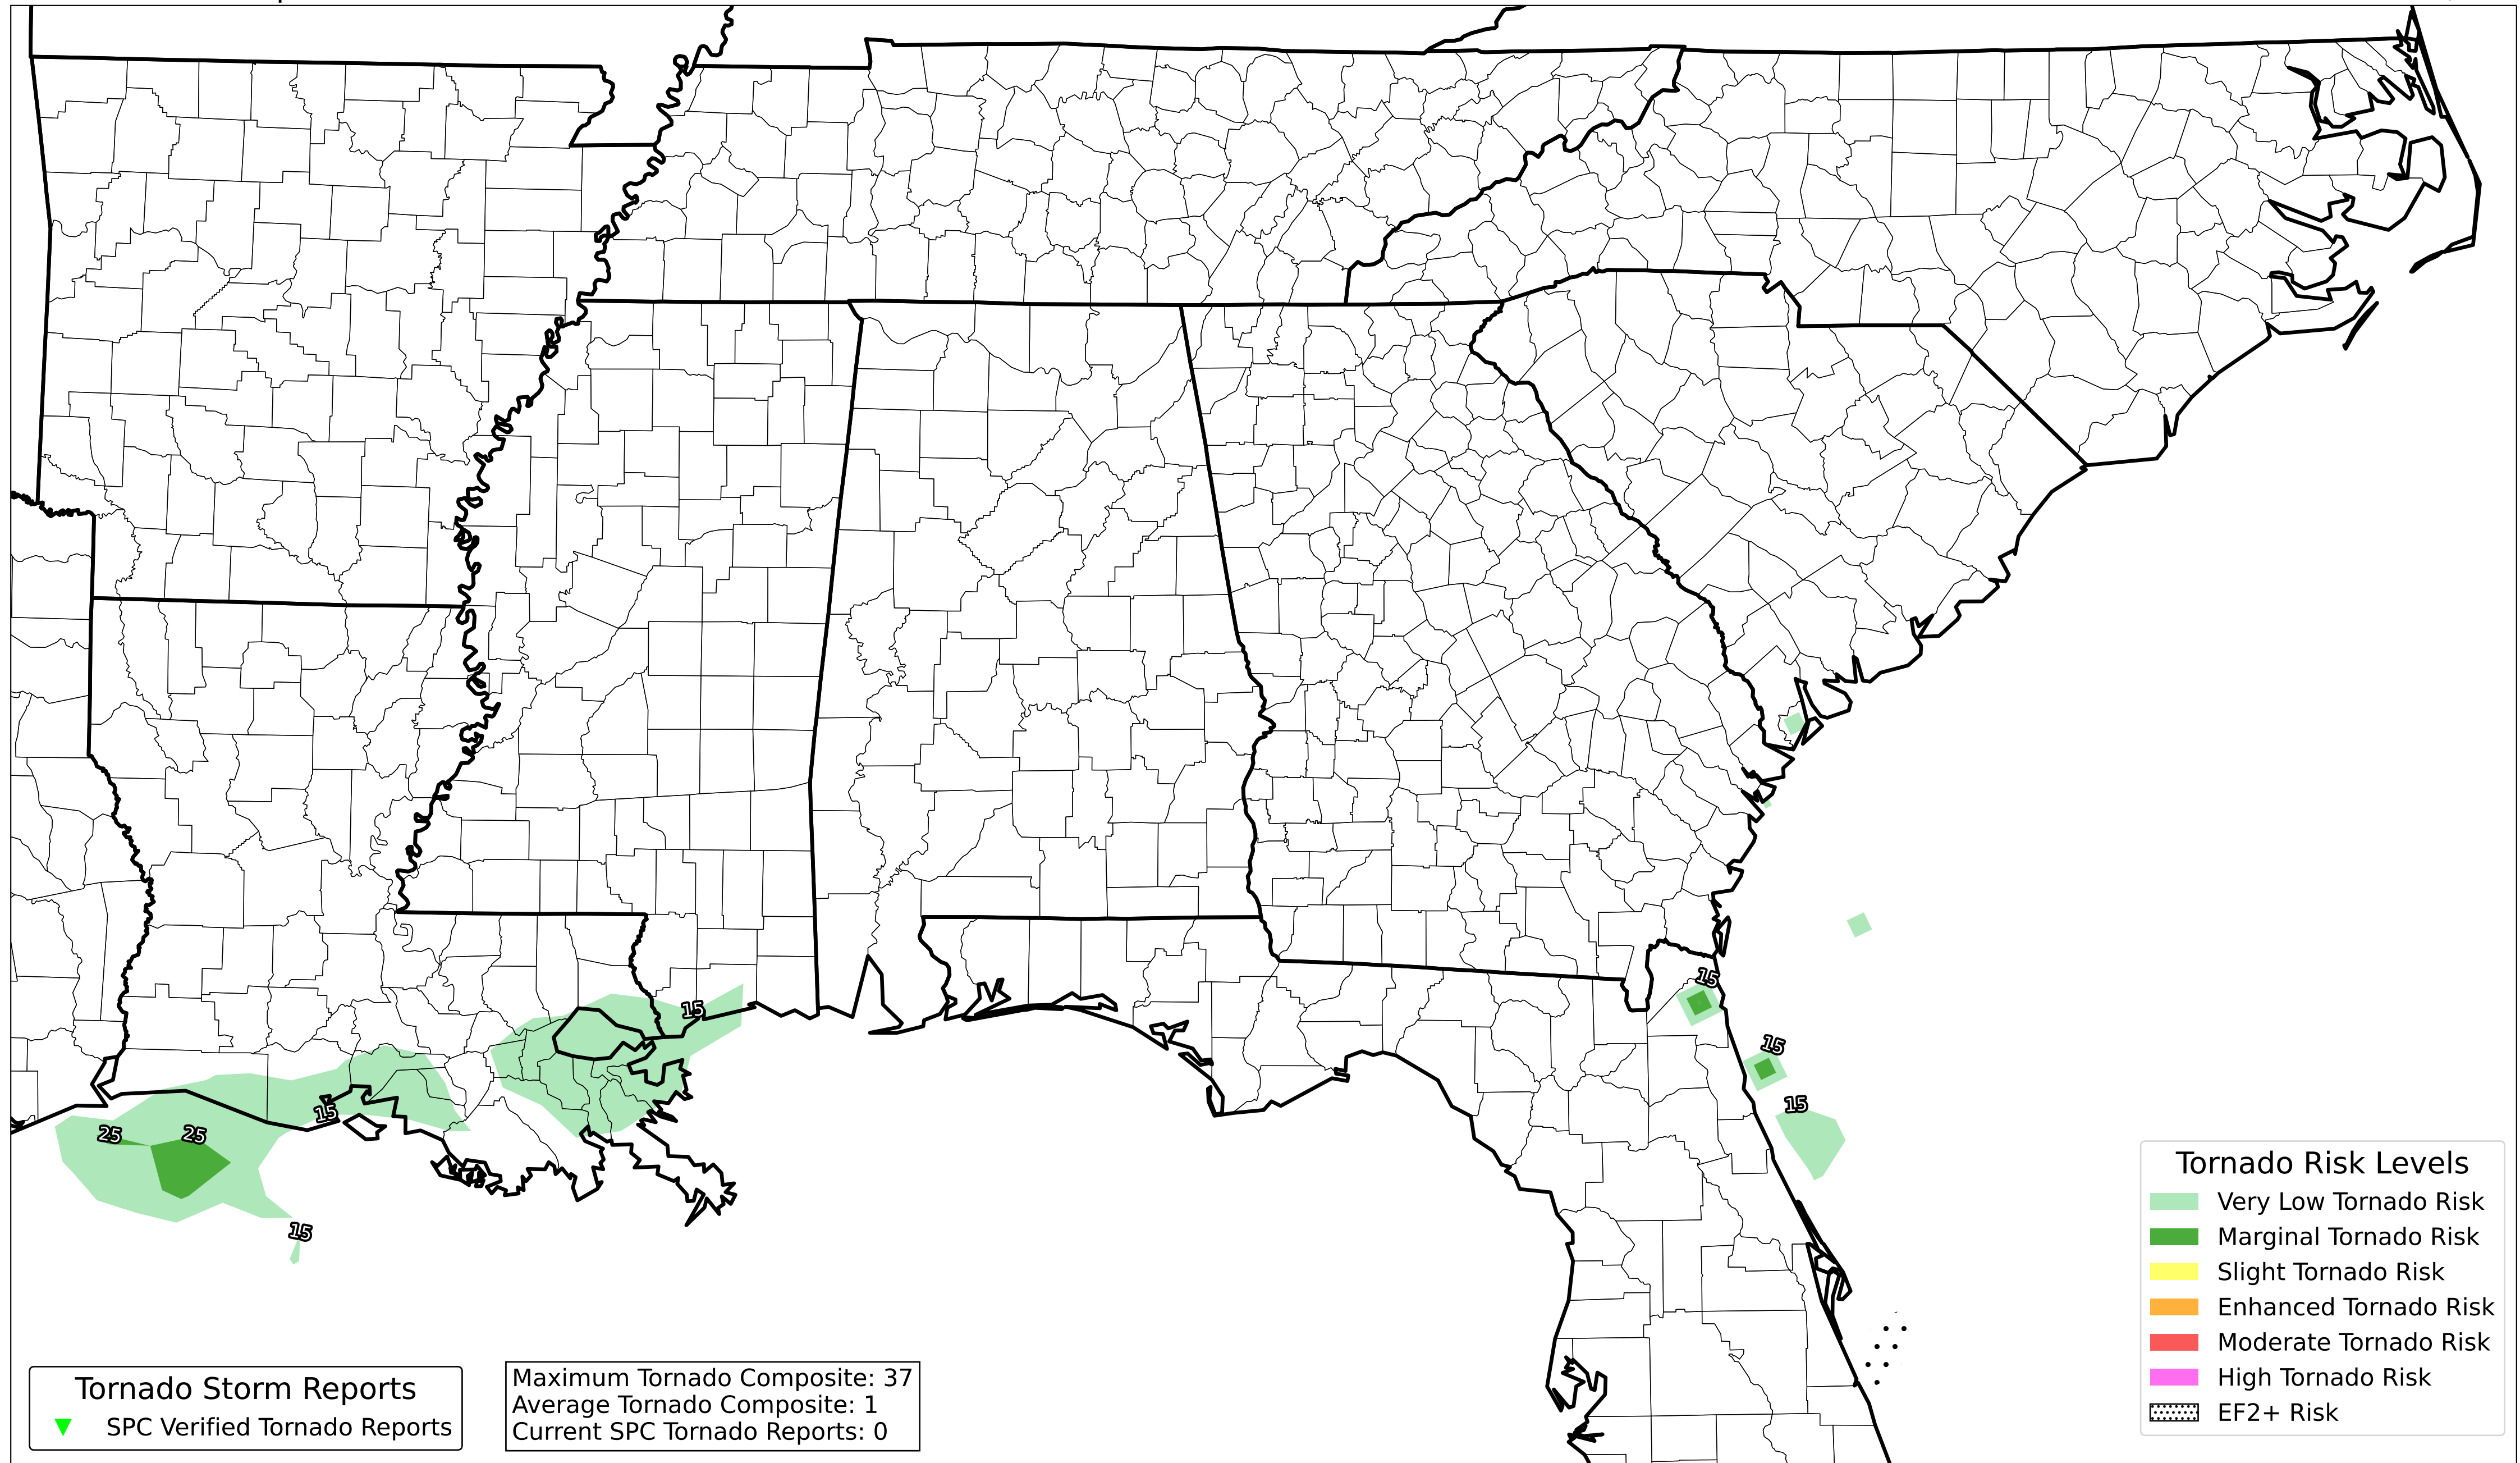 15
15
15
15
25
25
15
15
Tornado Risk Levels
Very Low Tornado Risk
Marginal Tornado Risk
Slight Tornado Risk
Enhanced Tornado Risk
Moderate Tornado Risk
High Tornado Risk
EF2+ Risk
Tornado Storm Reports
SPC Verified Tornado Reports
Maximum Tornado Composite: 37
Average Tornado Composite: 1
Current SPC Tornado Reports: 0